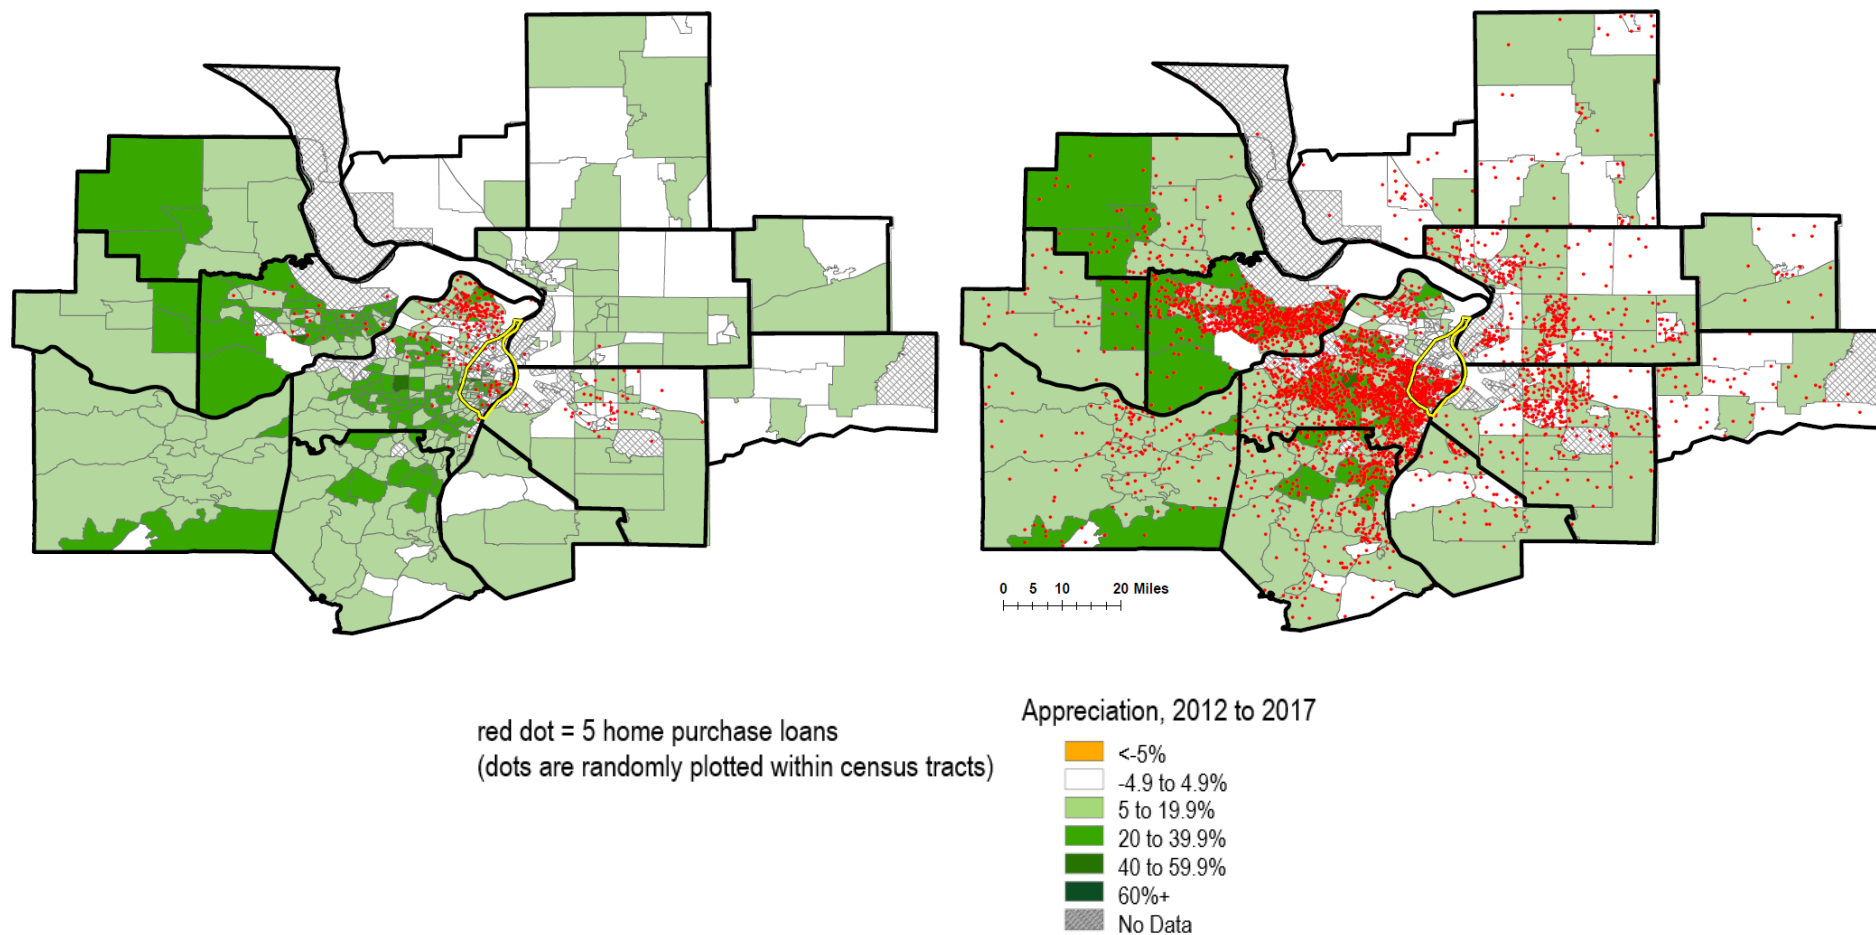 0 5 10 20 Miles
red dot = 5 home purchase loans
(dots are randomly plotted within census tracts)
Appreciation, 2012 to 2017
<-5%
-4.9 to 4.9%
5 to 19.9%
20 to 39.9%
40 to 59.9%
60%+
No Data